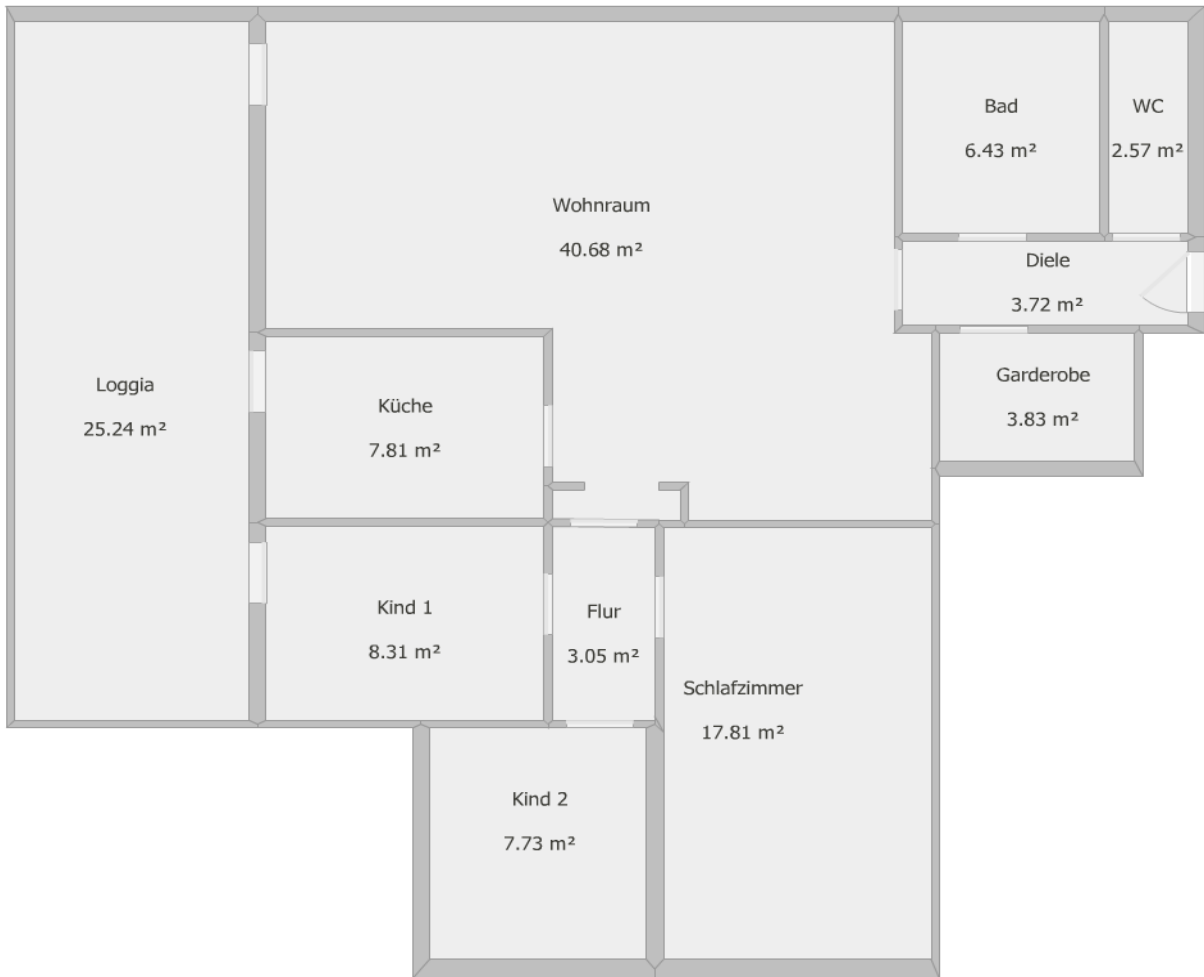 Bad
6.43 m²
WC
2.57 m²
Wohnraum
40.68 m²
Diele
3.72 m²
Loggia
25.24 m²
Küche
7.81 m²
Garderobe
3.83 m²
Kind 1
8.31 m²
Flur
3.05 m²
Schlafzimmer
17.81 m²
Kind 2
7.73 m²